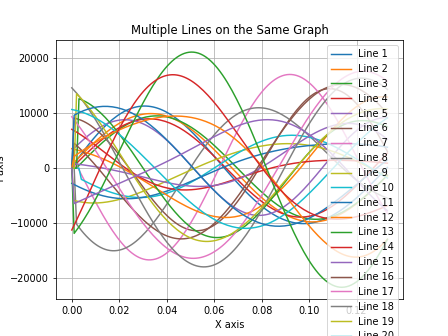 Multiple Lines on the Same Graph
20000
10000
0
−10000
−20000
0.00
0.02
0.04
0.06
0.08
0.10
X axis
Line 1
Line 2
Line 3
Line 4
Line 5
Line 6
Line 7
Line 8
Line 9
Line 10
Line 11
Line 12
Line 13
Line 14
Line 15
Line 16
Line 17
Line 18
Line 19
Line 20